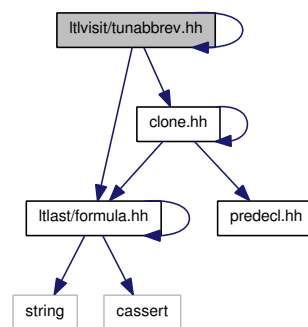 ltlvisit/tunabbrev.hh
clone.hh
ltlast/formula.hh
predecl.hh
string
cassert